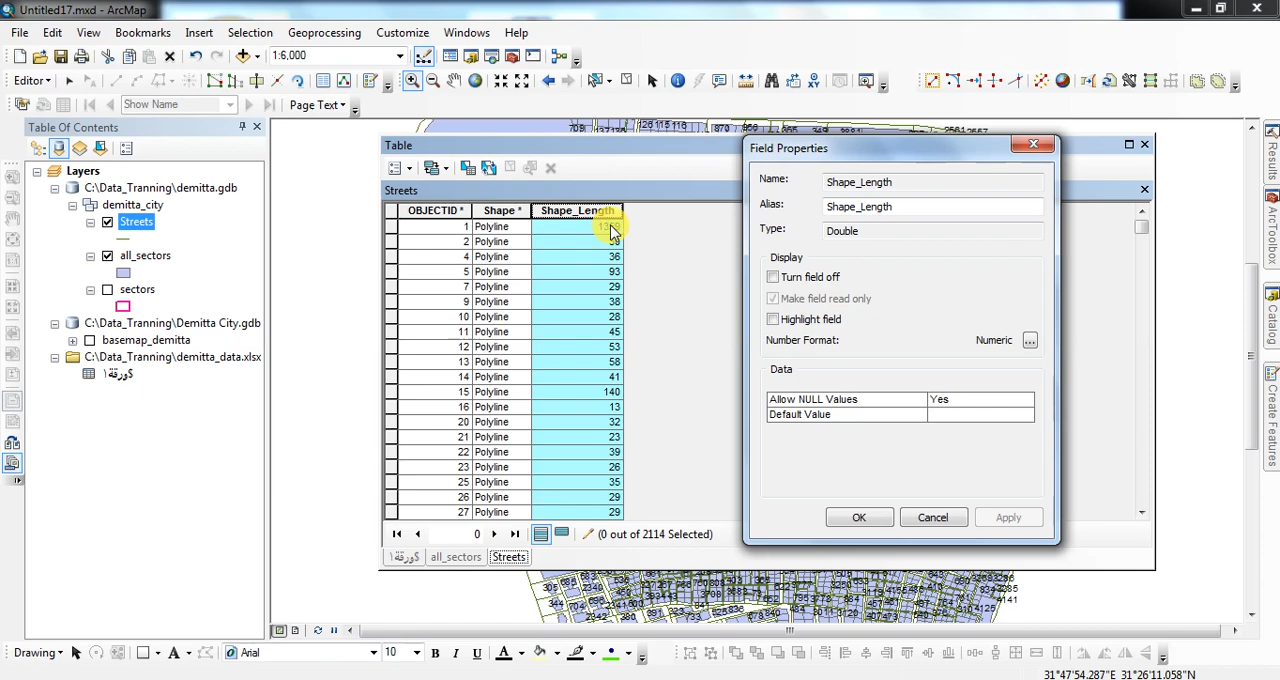 Untitled17.mxd - ArcMap
File Edit View Bookmarks Insert Selection Geoprocessing Customize Windows Help
1:6,000
Editor
Show Name Page Text
Table Of Contents
Layers
C:\Data_Tranning\demitta.gdb
demitta_city
Streets
all_sectors
sectors
C:\Data_Tranning\Demitta City.gdb
basemap_demitta
C:\Data_Tranning\demitta_data.xlsx
ورقة١$
Table
Streets
OBJECTID * Shape * Shape_Length
1 Polyline
2 Polyline
4 Polyline 36
5 Polyline 93
7 Polyline 29
9 Polyline 38
10 Polyline 28
11 Polyline 45
12 Polyline 53
13 Polyline 58
14 Polyline 41
15 Polyline 140
16 Polyline 13
20 Polyline 32
21 Polyline 23
22 Polyline 39
23 Polyline 26
25 Polyline 35
26 Polyline 29
27 Polyline 29
0 (0 out of 2114 Selected)
ورقة١$ all_sectors Streets
Field Properties
Name: Shape_Length
Alias: Shape_Length
Type: Double
Display
Turn field off
Make field read only
Highlight field
Number Format: Numeric ...
Data
Allow NULL Values Yes
Default Value
OK Cancel Apply
Results
ArcToolbox
Catalog
Create Features
Drawing Arial 10 B I U A
31°47'54.287"E 31°26'11.058"N